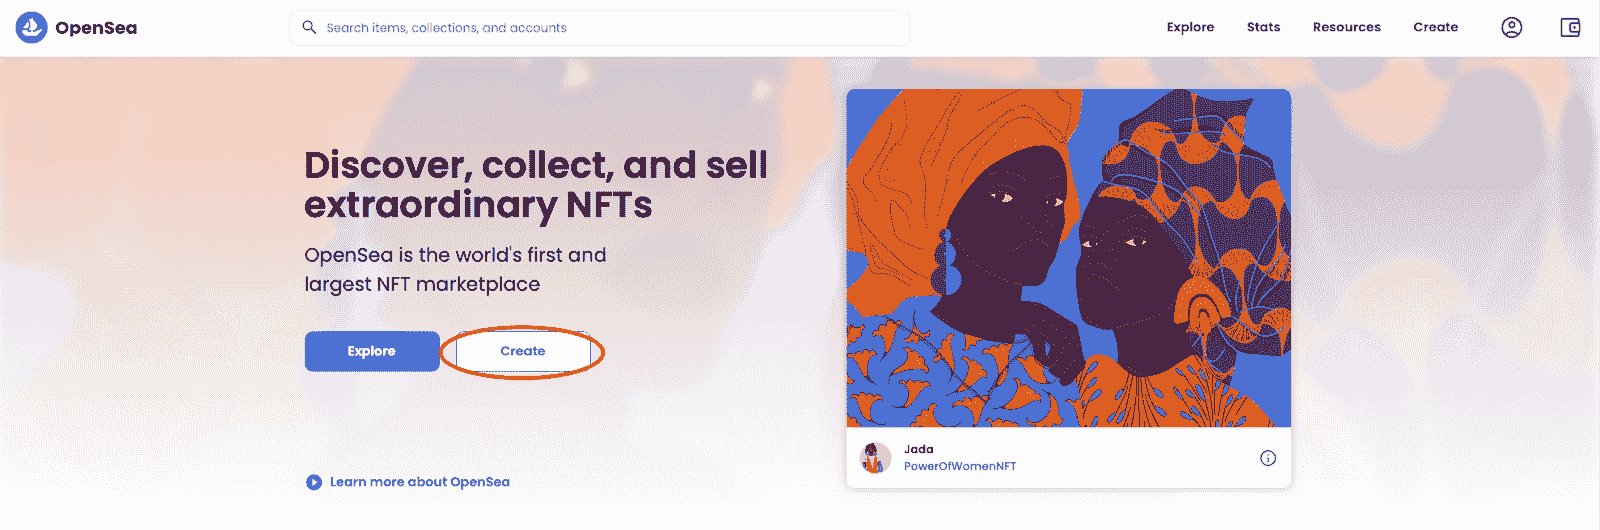 OpenSea
Search items, collections, and accounts
Explore
Stats
Resources
Create
Discover, collect, and sell
extraordinary NFTs
OpenSea is the world's first and
largest NFT marketplace
Explore
Create
Learn more about OpenSea
Jada
PowerOfWomenNFT